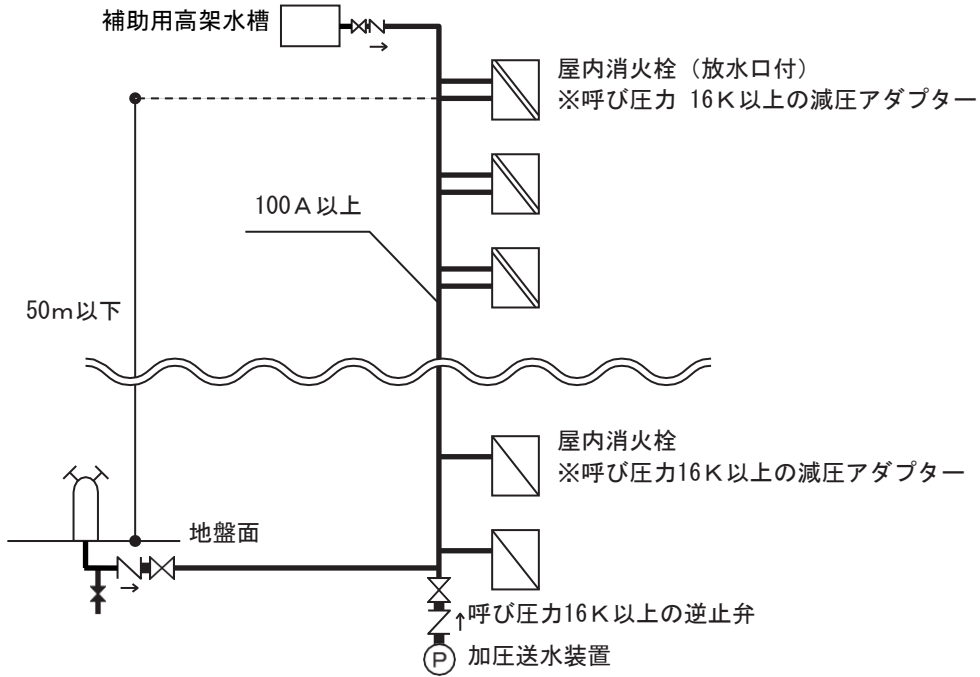 補助用高架水槽
屋内消火栓（放水口付）
※呼び圧力 16K以上の減圧アダプター
100A以上
50m以下
屋内消火栓
※呼び圧力16K以上の減圧アダプター
地盤面
呼び圧力16K以上の逆止弁
P
加圧送水装置